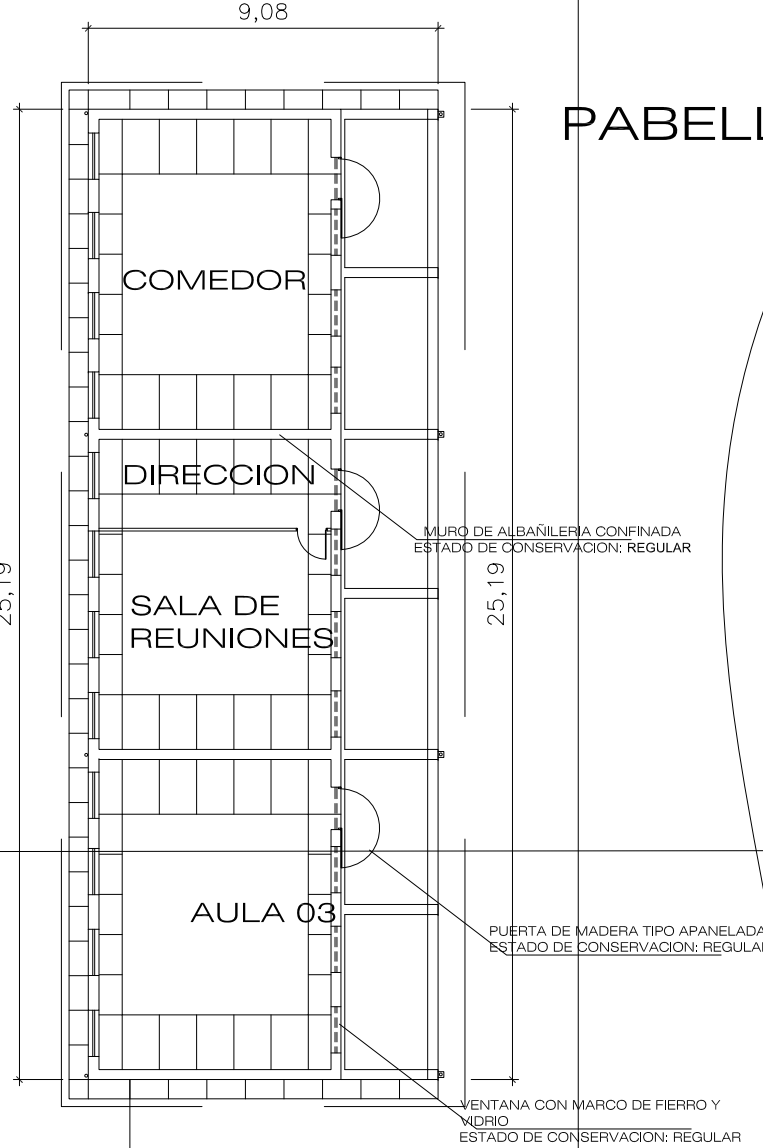 9,08
PABELL
COMEDOR
DIRECCION
MURO DE ALBAÑILERIA CONFINADA
ESTADO DE CONSERVACION: REGULAR
25,19
25,19
SALA DE
REUNIONES
AULA 03
PUERTA DE MADERA TIPO APANELADA
ESTADO DE CONSERVACION: REGULAR
VENTANA CON MARCO DE FIERRO Y
VIDRIO
ESTADO DE CONSERVACION: REGULAR